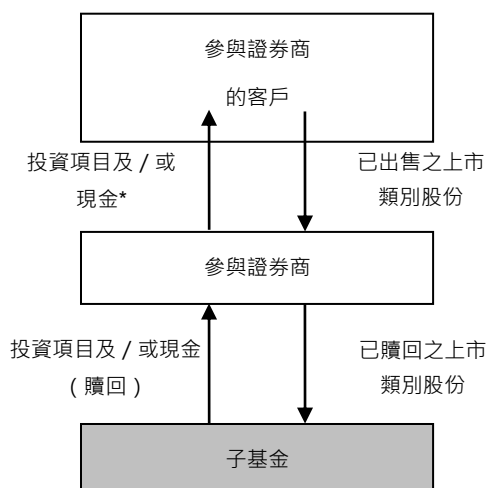 參與證券商
的客戶
投資項目及 / 或
現金*
已出售之上市
類別股份
參與證券商
投資項目及 / 或現金
( 贖回 )
已贖回之上市
類別股份
子基金